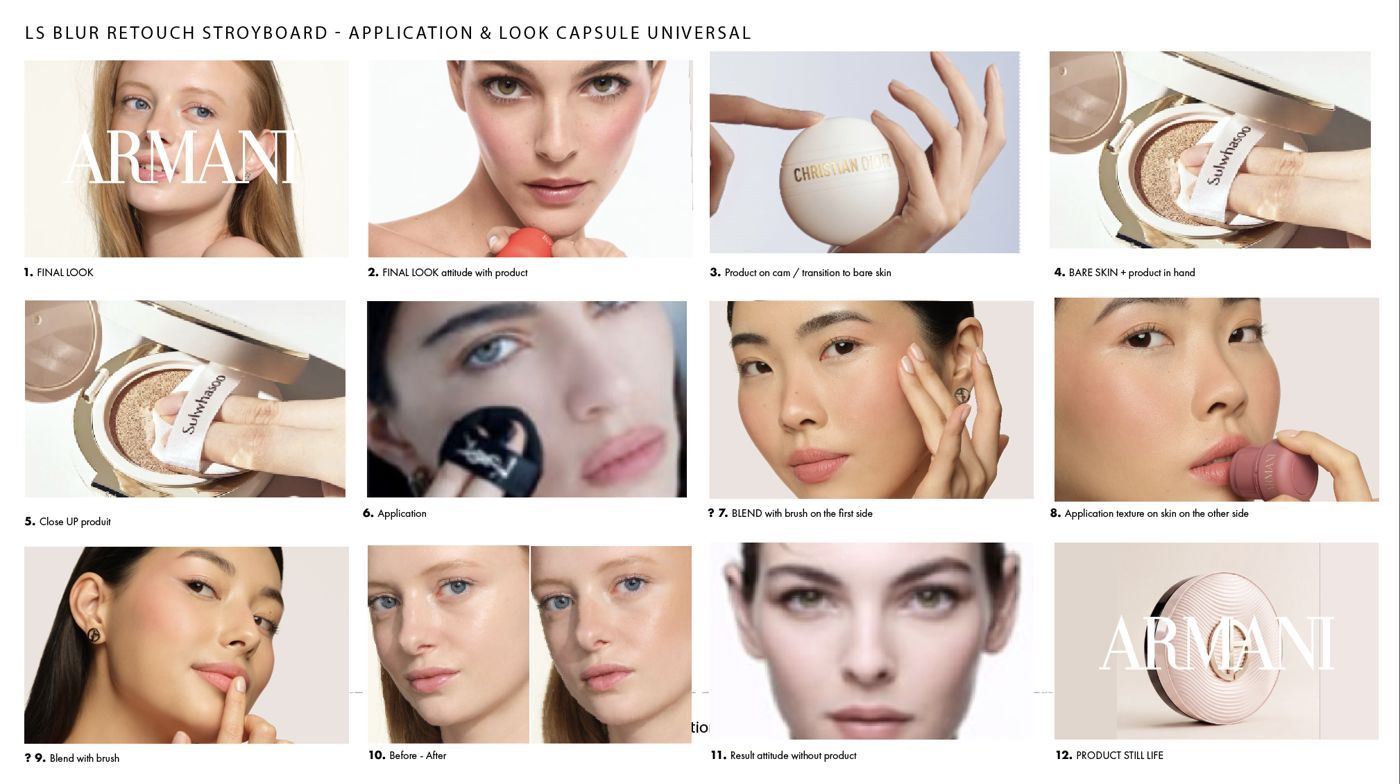 LS BLUR RETOUCH STROYBOARD - APPLICATION & LOOK CAPSULE UNIVERSAL
ARMANI
CHRISTIAN DIOR
Sulwhasoo
1. FINAL LOOK
2. FINAL LOOK attitude with product
3. Product on cam / transition to bare skin
4. BARE SKIN + product in hand
Sulwhasoo
YSL
ARMANI
5. Close UP produit
6. Application
? 7. BLEND with brush on the first side
8. Application texture on skin on the other side
ARMANI
tion
? 9. Blend with brush
10. Before - After
11. Result attitude without product
12. PRODUCT STILL LIFE